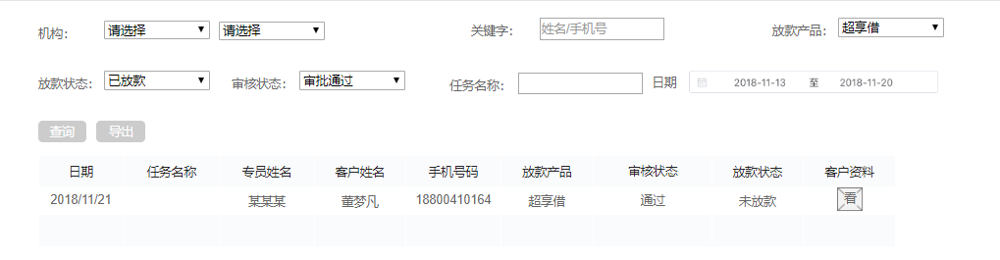 机构： 请选择 请选择 关键字： 姓名/手机号 放款产品： 超享借
放款状态： 已放款 审核状态： 审批通过 任务名称： 日期 2018-11-13 至 2018-11-20
查询 导出
日期 任务名称 专员姓名 客户姓名 手机号码 放款产品 审核状态 放款状态 客户资料
2018/11/21 某某某 董梦凡 18800410164 超享借 通过 未放款 看